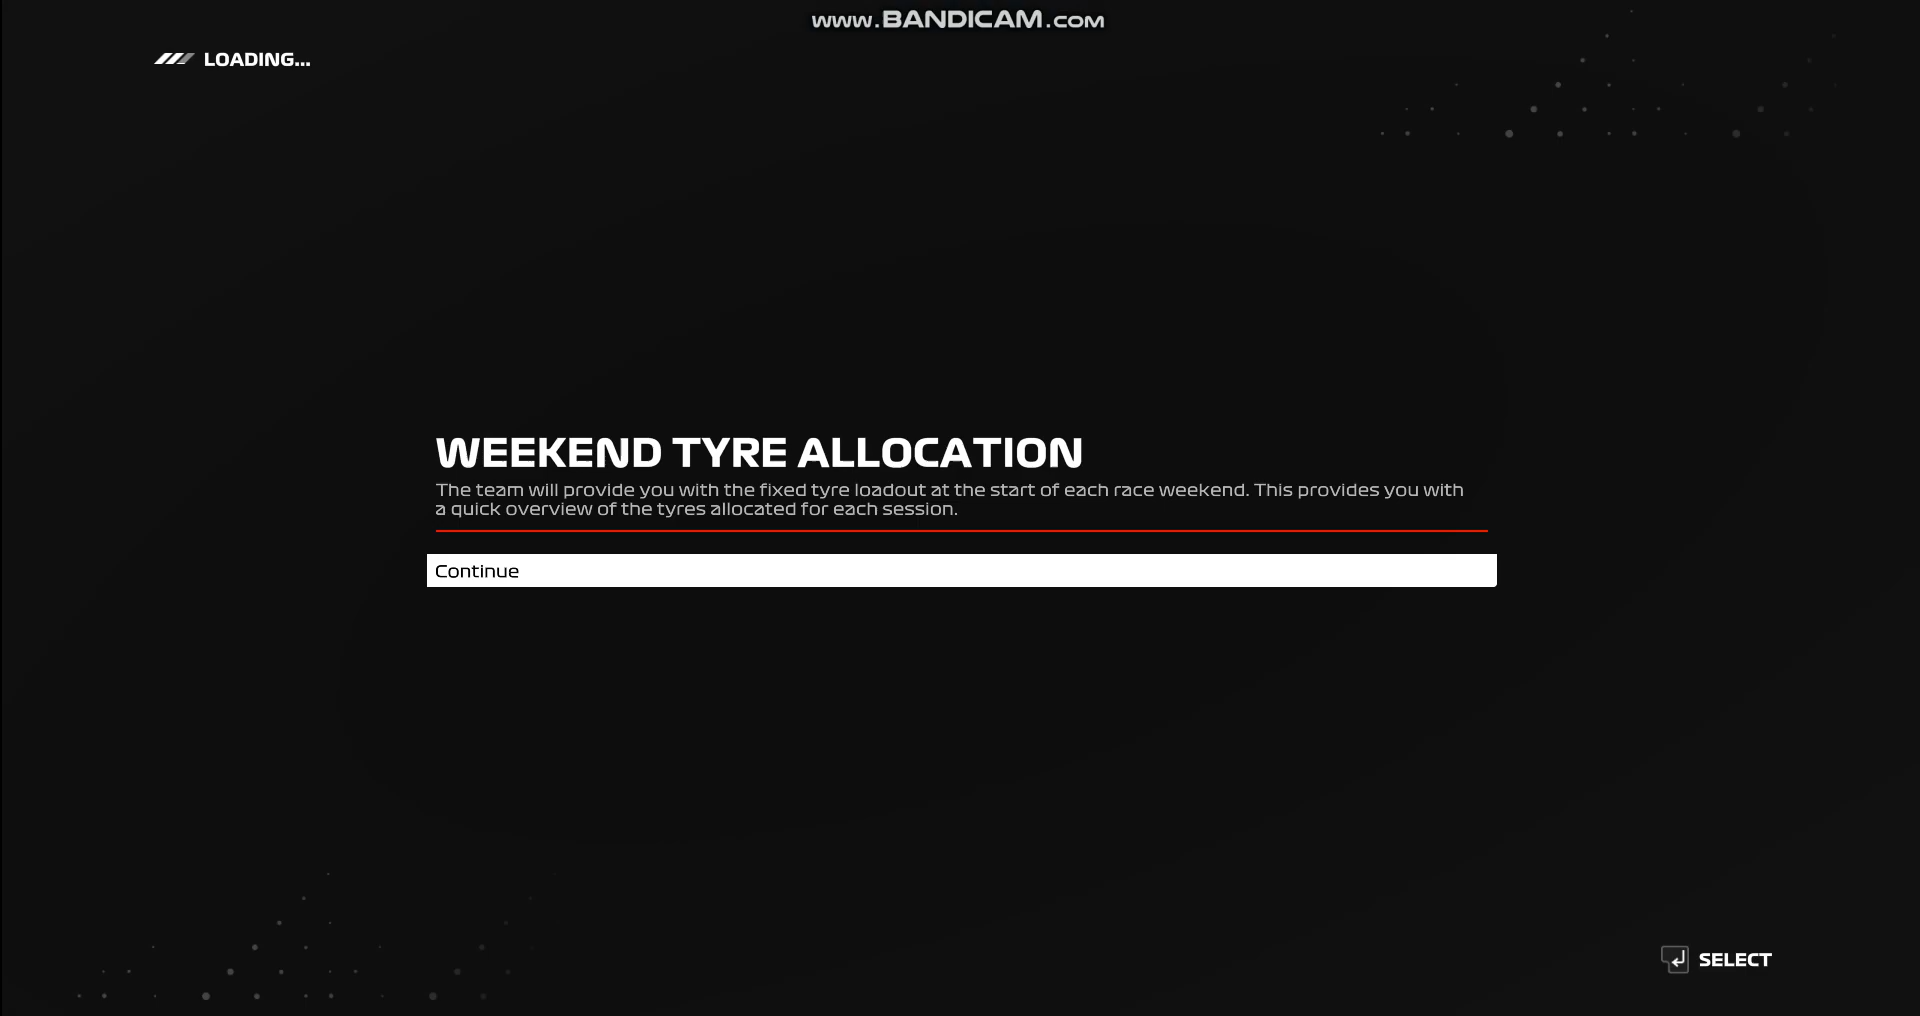 www.BANDICAM.com
LOADING...
WEEKEND TYRE ALLOCATION
The team will provide you with the fixed tyre loadout at the start of each race weekend. This provides you with
a quick overview of the tyres allocated for each session.
Continue
SELECT